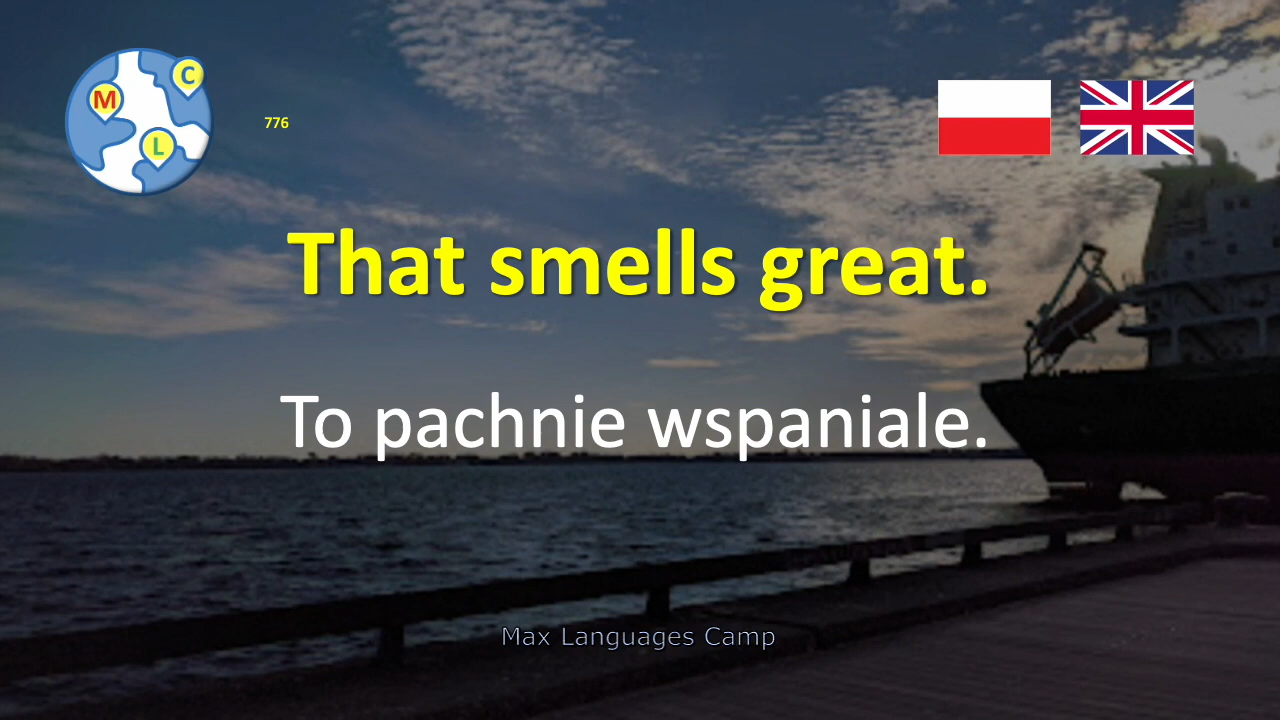 M
C
L
776
That smells great.
To pachnie wspaniale.
Max Languages Camp